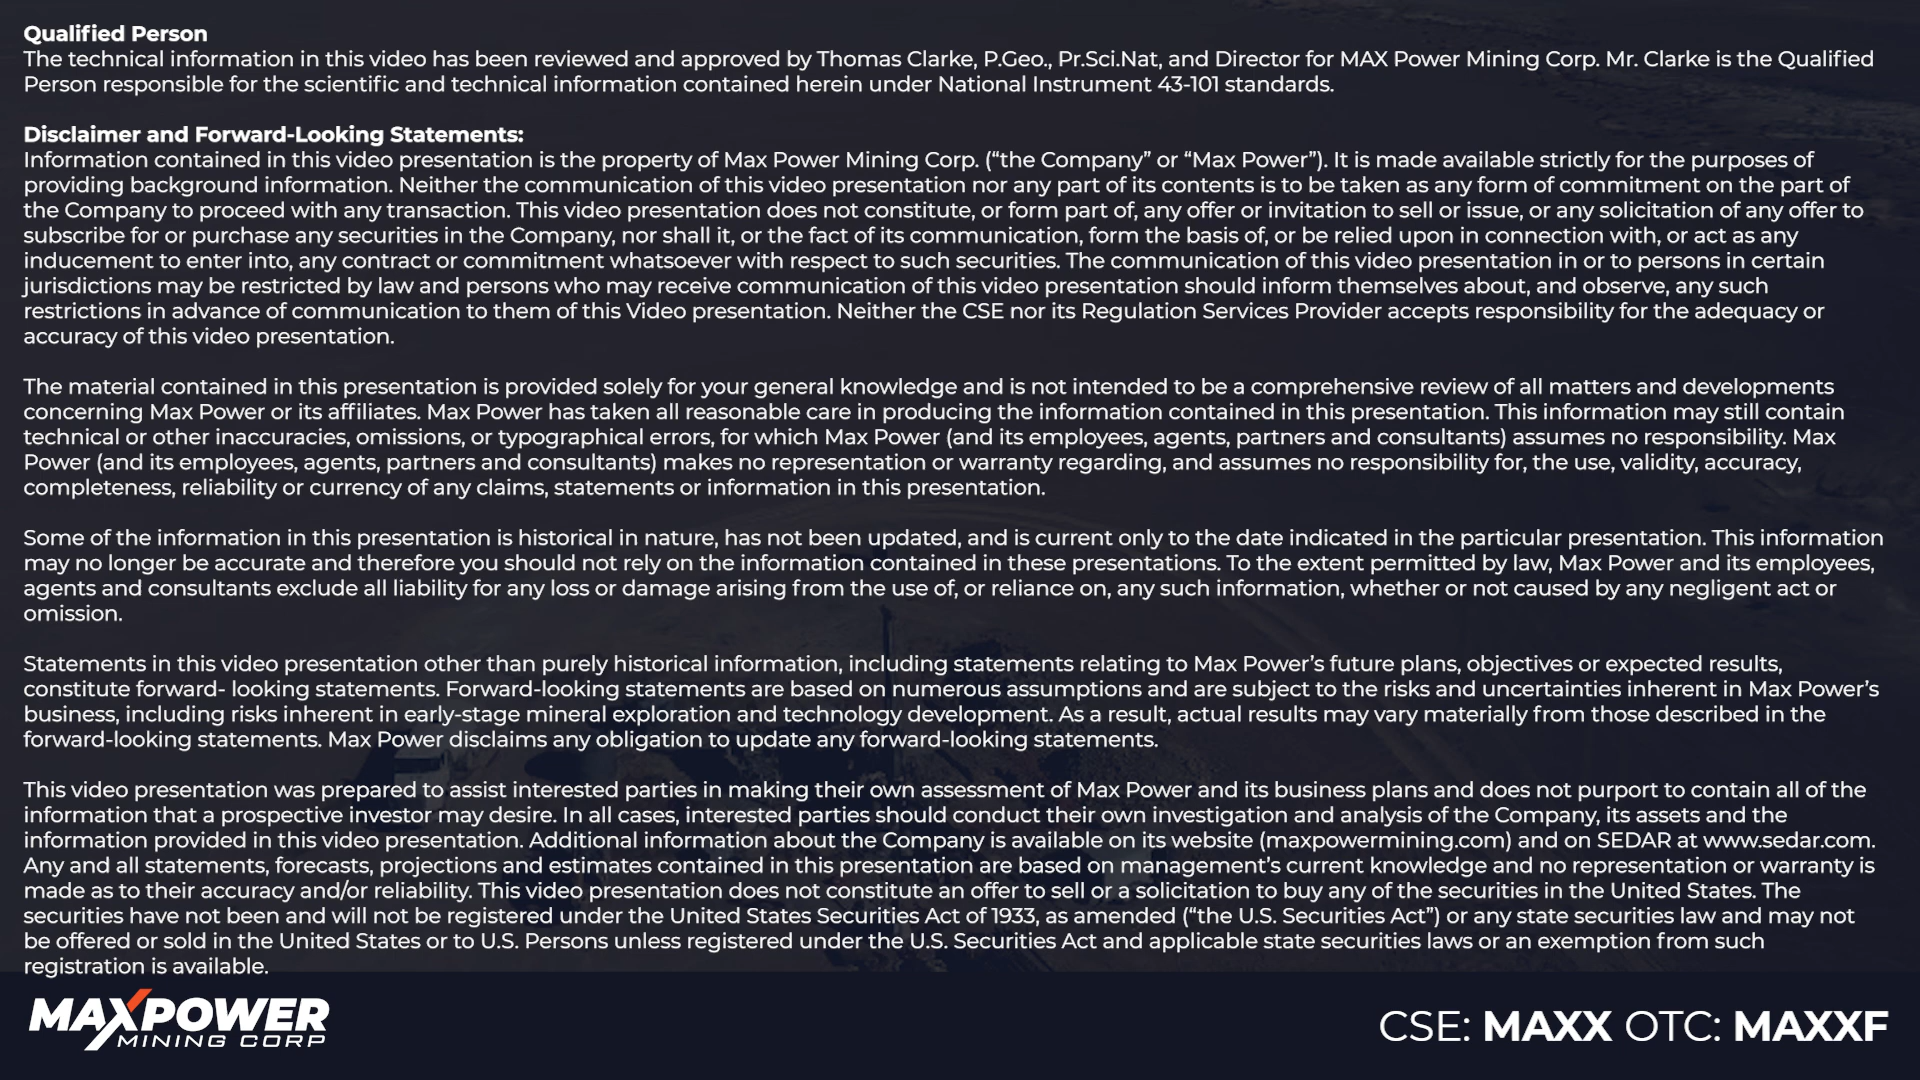 Qualified Person
The technical information in this video has been reviewed and approved by Thomas Clarke, P.Geo., Pr.Sci.Nat, and Director for MAX Power Mining Corp. Mr. Clarke is the Qualified
Person responsible for the scientific and technical information contained herein under National Instrument 43-101 standards.
Disclaimer and Forward-Looking Statements:
Information contained in this video presentation is the property of Max Power Mining Corp. (“the Company” or “Max Power”). It is made available strictly for the purposes of
providing background information. Neither the communication of this video presentation nor any part of its contents is to be taken as any form of commitment on the part of
the Company to proceed with any transaction. This video presentation does not constitute, or form part of, any offer or invitation to sell or issue, or any solicitation of any offer to
subscribe for or purchase any securities in the Company, nor shall it, or the fact of its communication, form the basis of, or be relied upon in connection with, or act as any
inducement to enter into, any contract or commitment whatsoever with respect to such securities. The communication of this video presentation in or to persons in certain
jurisdictions may be restricted by law and persons who may receive communication of this video presentation should inform themselves about, and observe, any such
restrictions in advance of communication to them of this Video presentation. Neither the CSE nor its Regulation Services Provider accepts responsibility for the adequacy or
accuracy of this video presentation.
The material contained in this presentation is provided solely for your general knowledge and is not intended to be a comprehensive review of all matters and developments
concerning Max Power or its affiliates. Max Power has taken all reasonable care in producing the information contained in this presentation. This information may still contain
technical or other inaccuracies, omissions, or typographical errors, for which Max Power (and its employees, agents, partners and consultants) assumes no responsibility. Max
Power (and its employees, agents, partners and consultants) makes no representation or warranty regarding, and assumes no responsibility for, the use, validity, accuracy,
completeness, reliability or currency of any claims, statements or information in this presentation.
Some of the information in this presentation is historical in nature, has not been updated, and is current only to the date indicated in the particular presentation. This information
may no longer be accurate and therefore you should not rely on the information contained in these presentations. To the extent permitted by law, Max Power and its employees,
agents and consultants exclude all liability for any loss or damage arising from the use of, or reliance on, any such information, whether or not caused by any negligent act or
omission.
Statements in this video presentation other than purely historical information, including statements relating to Max Power’s future plans, objectives or expected results,
constitute forward- looking statements. Forward-looking statements are based on numerous assumptions and are subject to the risks and uncertainties inherent in Max Power’s
business, including risks inherent in early-stage mineral exploration and technology development. As a result, actual results may vary materially from those described in the
forward-looking statements. Max Power disclaims any obligation to update any forward-looking statements.
This video presentation was prepared to assist interested parties in making their own assessment of Max Power and its business plans and does not purport to contain all of the
information that a prospective investor may desire. In all cases, interested parties should conduct their own investigation and analysis of the Company, its assets and the
information provided in this video presentation. Additional information about the Company is available on its website (maxpowermining.com) and on SEDAR at www.sedar.com.
Any and all statements, forecasts, projections and estimates contained in this presentation are based on management’s current knowledge and no representation or warranty is
made as to their accuracy and/or reliability. This video presentation does not constitute an offer to sell or a solicitation to buy any of the securities in the United States. The
securities have not been and will not be registered under the United States Securities Act of 1933, as amended (“the U.S. Securities Act”) or any state securities law and may not
be offered or sold in the United States or to U.S. Persons unless registered under the U.S. Securities Act and applicable state securities laws or an exemption from such
registration is available.
MAXPOWER
MINING CORP
CSE: MAXX OTC: MAXXF